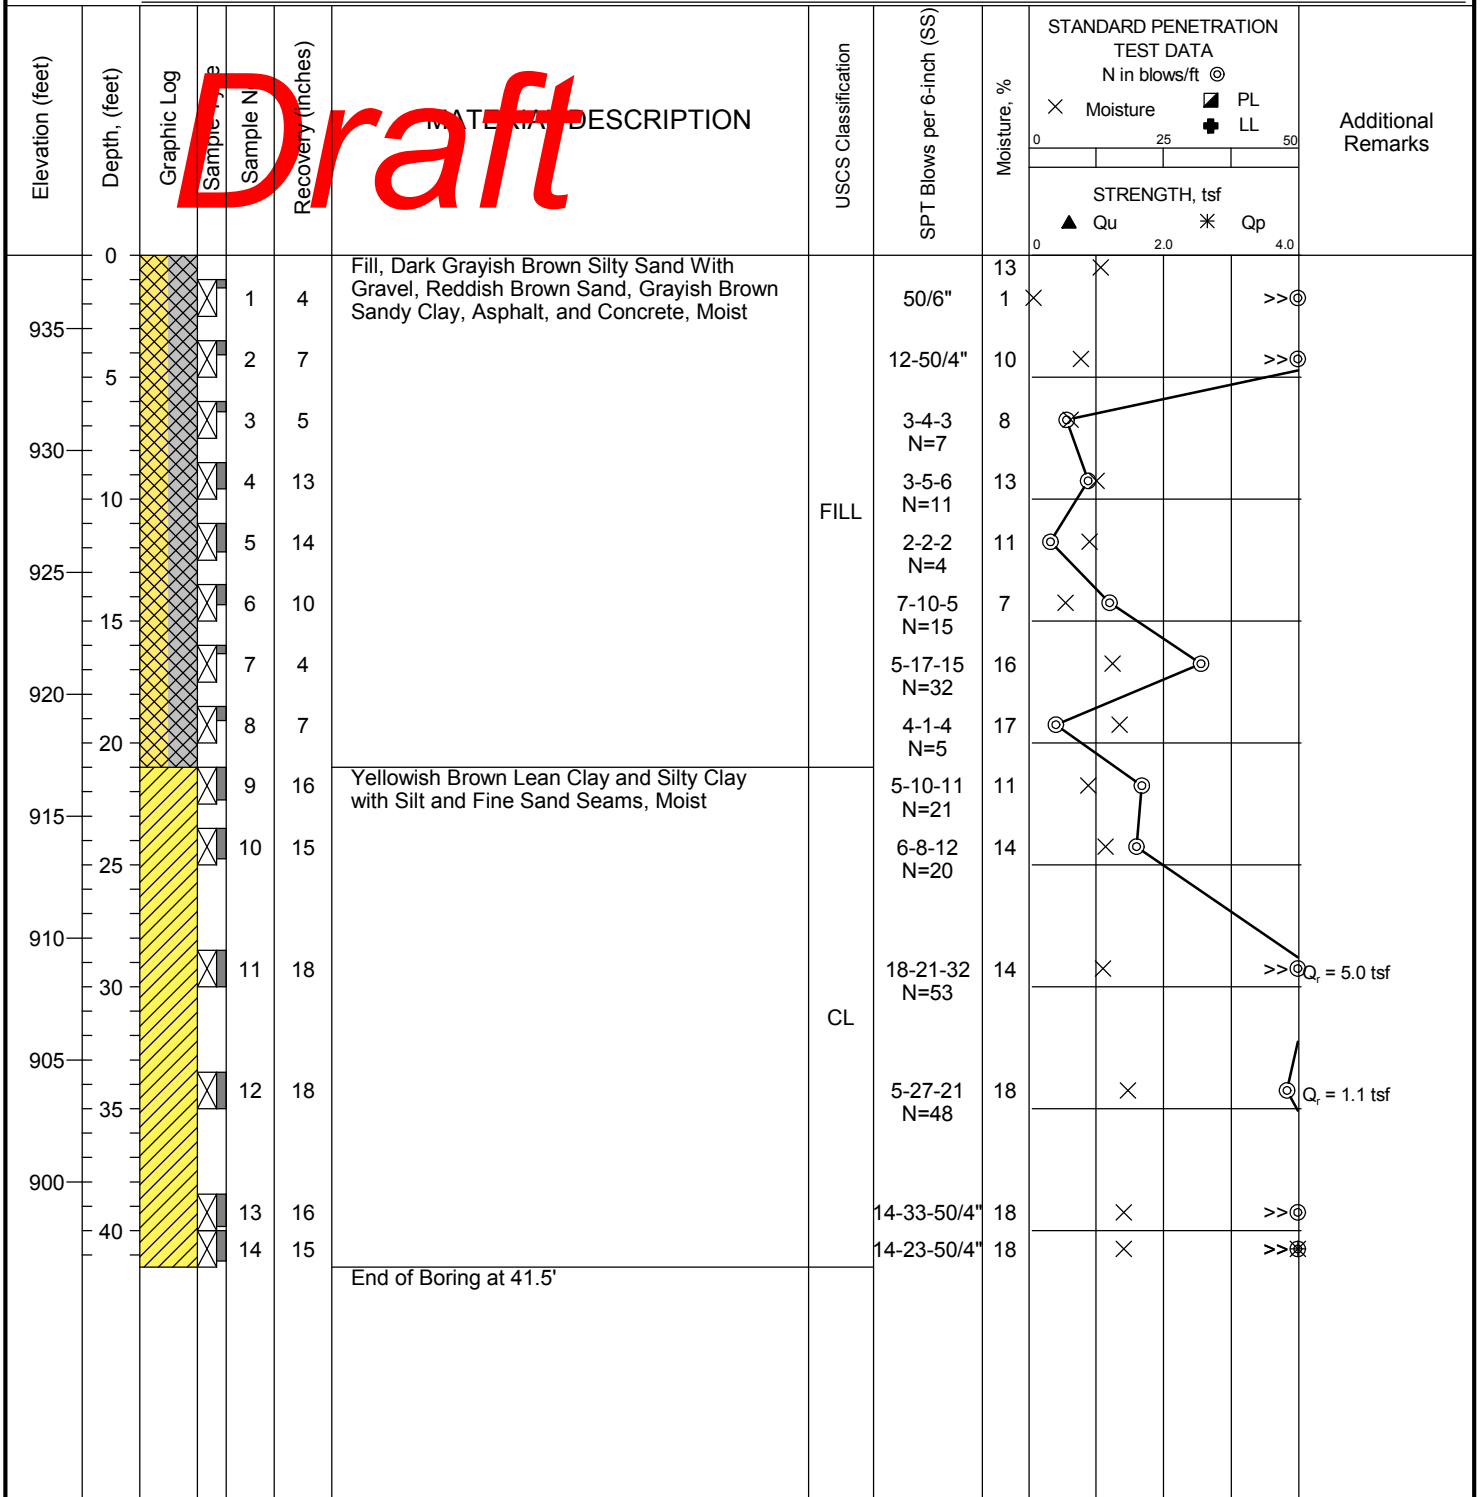 Elevation (feet)
Depth, (feet)
Graphic Log
Sample Type
Sample No
Recovery (inches)
Draft
MATERIAL DESCRIPTION
USCS Classification
SPT Blows per 6-inch (SS)
Moisture, %
STANDARD PENETRATION
TEST DATA
N in blows/ft
Moisture
PL
LL
0 25 50
STRENGTH, tsf
Qu Qp
0 2.0 4.0
Additional
Remarks
0
Fill, Dark Grayish Brown Silty Sand With
Gravel, Reddish Brown Sand, Grayish Brown
Sandy Clay, Asphalt, and Concrete, Moist
13
1 4 50/6" 1 >>
935
2 7 12-50/4" 10 >>
5
3 5 3-4-3 8
N=7
930
4 13 3-5-6 13
N=11
10
FILL
5 14 2-2-2 11
N=4
925
6 10 7-10-5 7
N=15
15
7 4 5-17-15 16
N=32
920
8 7 4-1-4 17
N=5
20
Yellowish Brown Lean Clay and Silty Clay
with Silt and Fine Sand Seams, Moist
9 16 5-10-11 11
N=21
915
10 15 6-8-12 14
N=20
25
910
11 18 18-21-32 14 >> Qr = 5.0 tsf
N=53
30
CL
905
12 18 5-27-21 18 Qr = 1.1 tsf
N=48
35
900
13 16 14-33-50/4" 18 >>
40
14 15 14-23-50/4" 18 >>
End of Boring at 41.5'